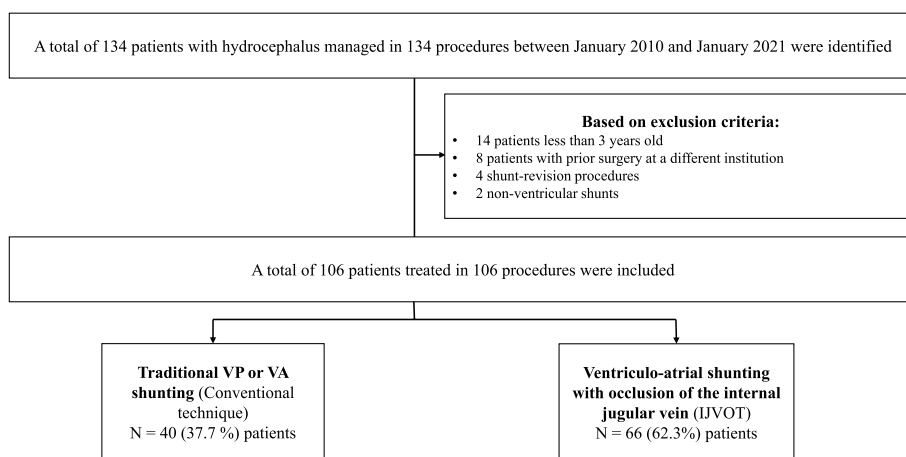 A total of 134 patients with hydrocephalus managed in 134 procedures between January 2010 and January 2021 were identified
Based on exclusion criteria:
• 14 patients less than 3 years old
• 8 patients with prior surgery at a different institution
• 4 shunt-revision procedures
• 2 non-ventricular shunts
A total of 106 patients treated in 106 procedures were included
Traditional VP or VA
shunting (Conventional
technique)
N = 40 (37.7 %) patients
Ventriculo-atrial shunting
with occlusion of the internal
jugular vein (IJVOT)
N = 66 (62.3%) patients